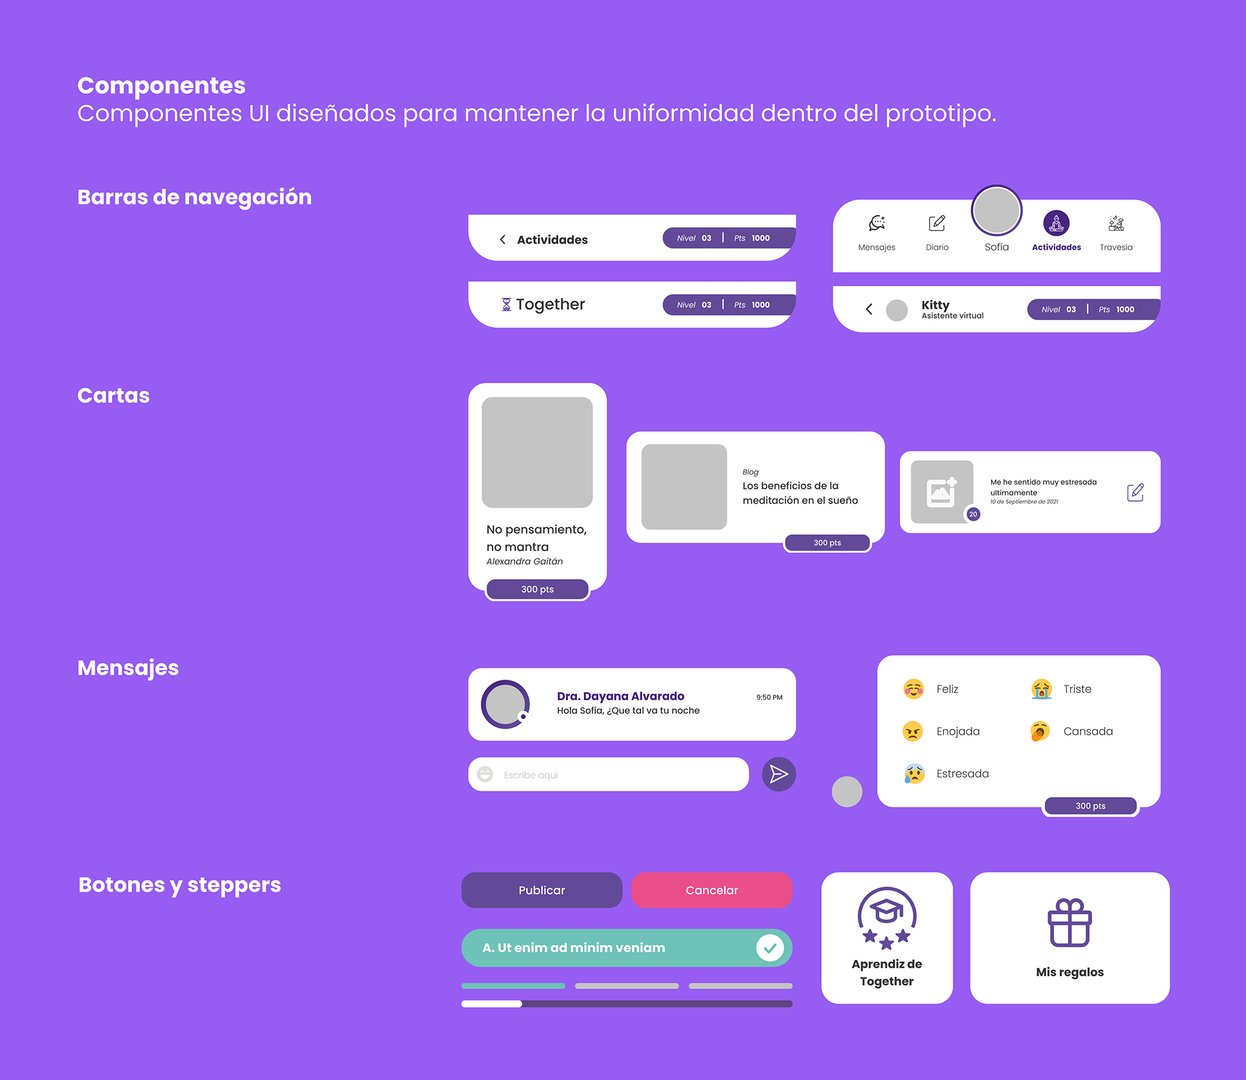 Componentes
Componentes UI diseñados para mantener la uniformidad dentro del prototipo.
Barras de navegación
Actividades
Nivel 03 | Pts 1000
Together
Nivel 03 | Pts 1000
Mensajes
Diario
Sofía
Actividades
Travesía
Kitty
Asistente virtual
Nivel 03 | Pts 1000
Cartas
No pensamiento,
no mantra
Alexandra Gaitán
300 pts
Blog
Los beneficios de la
meditación en el sueño
300 pts
20
Me he sentido muy estresada
ultimamente
10 de Septiembre de 2021
Mensajes
Dra. Dayana Alvarado
9:50 PM
Hola Sofía, ¿Que tal va tu noche
Escribe aqui
Feliz
Triste
Enojada
Cansada
Estresada
300 pts
Botones y steppers
Publicar
Cancelar
A. Ut enim ad minim veniam
Aprendiz de
Together
Mis regalos